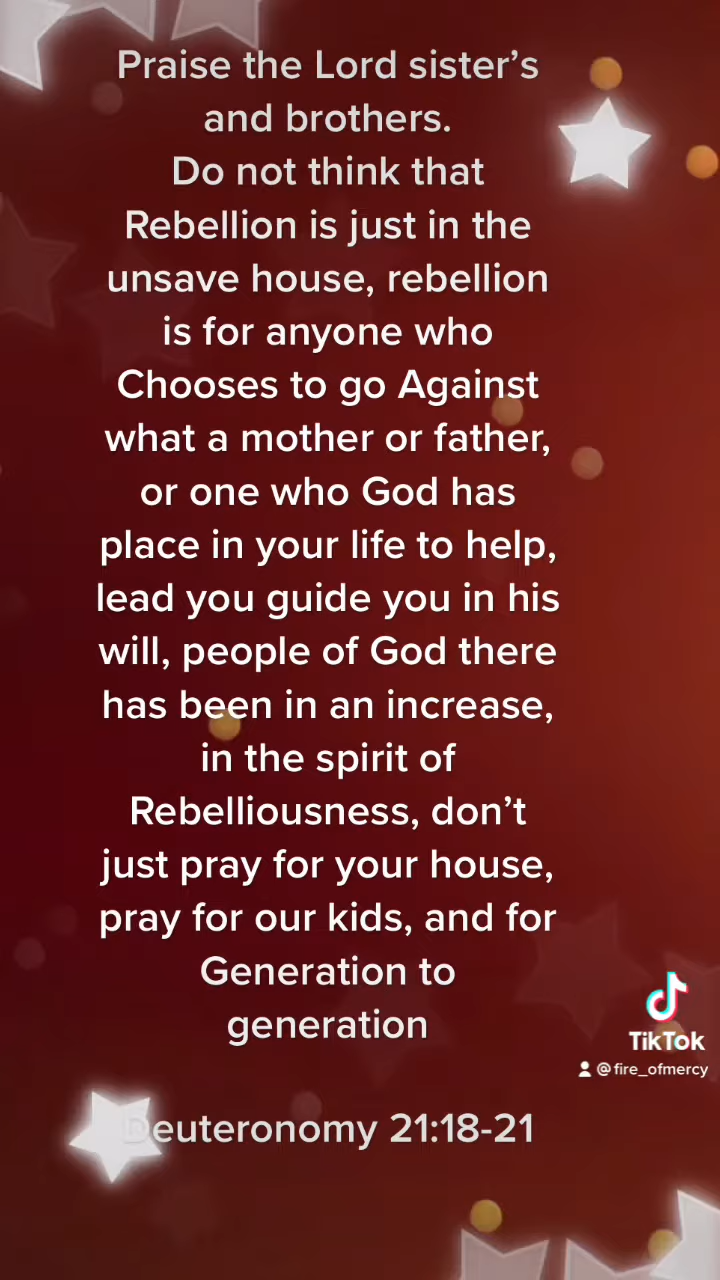 Praise the Lord sister’s
and brothers.
Do not think that
Rebellion is just in the
unsave house, rebellion
is for anyone who
Chooses to go Against
what a mother or father,
or one who God has
place in your life to help,
lead you guide you in his
will, people of God there
has been in an increase,
in the spirit of
Rebelliousness, don’t
just pray for your house,
pray for our kids, and for
Generation to
generation
TikTok
@fire_ofmercy
Deuteronomy 21:18-21